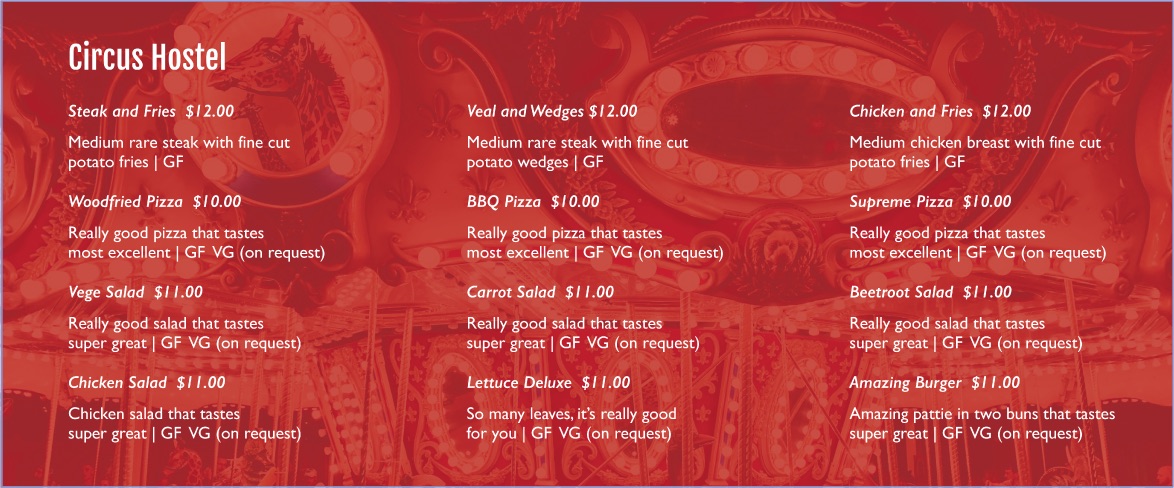 Circus Hostel
Steak and Fries $12.00
Medium rare steak with fine cut
potato fries | GF
Woodfried Pizza $10.00
Really good pizza that tastes
most excellent | GF VG (on request)
Vege Salad $11.00
Really good salad that tastes
super great | GF VG (on request)
Chicken Salad $11.00
Chicken salad that tastes
super great | GF VG (on request)
Veal and Wedges $12.00
Medium rare steak with fine cut
potato wedges | GF
BBQ Pizza $10.00
Really good pizza that tastes
most excellent | GF VG (on request)
Carrot Salad $11.00
Really good salad that tastes
super great | GF VG (on request)
Lettuce Deluxe $11.00
So many leaves, it's really good
for you | GF VG (on request)
Chicken and Fries $12.00
Medium chicken breast with fine cut
potato fries | GF
Supreme Pizza $10.00
Really good pizza that tastes
most excellent | GF VG (on request)
Beetroot Salad $11.00
Really good salad that tastes
super great | GF VG (on request)
Amazing Burger $11.00
Amazing pattie in two buns that tastes
super great | GF VG (on request)